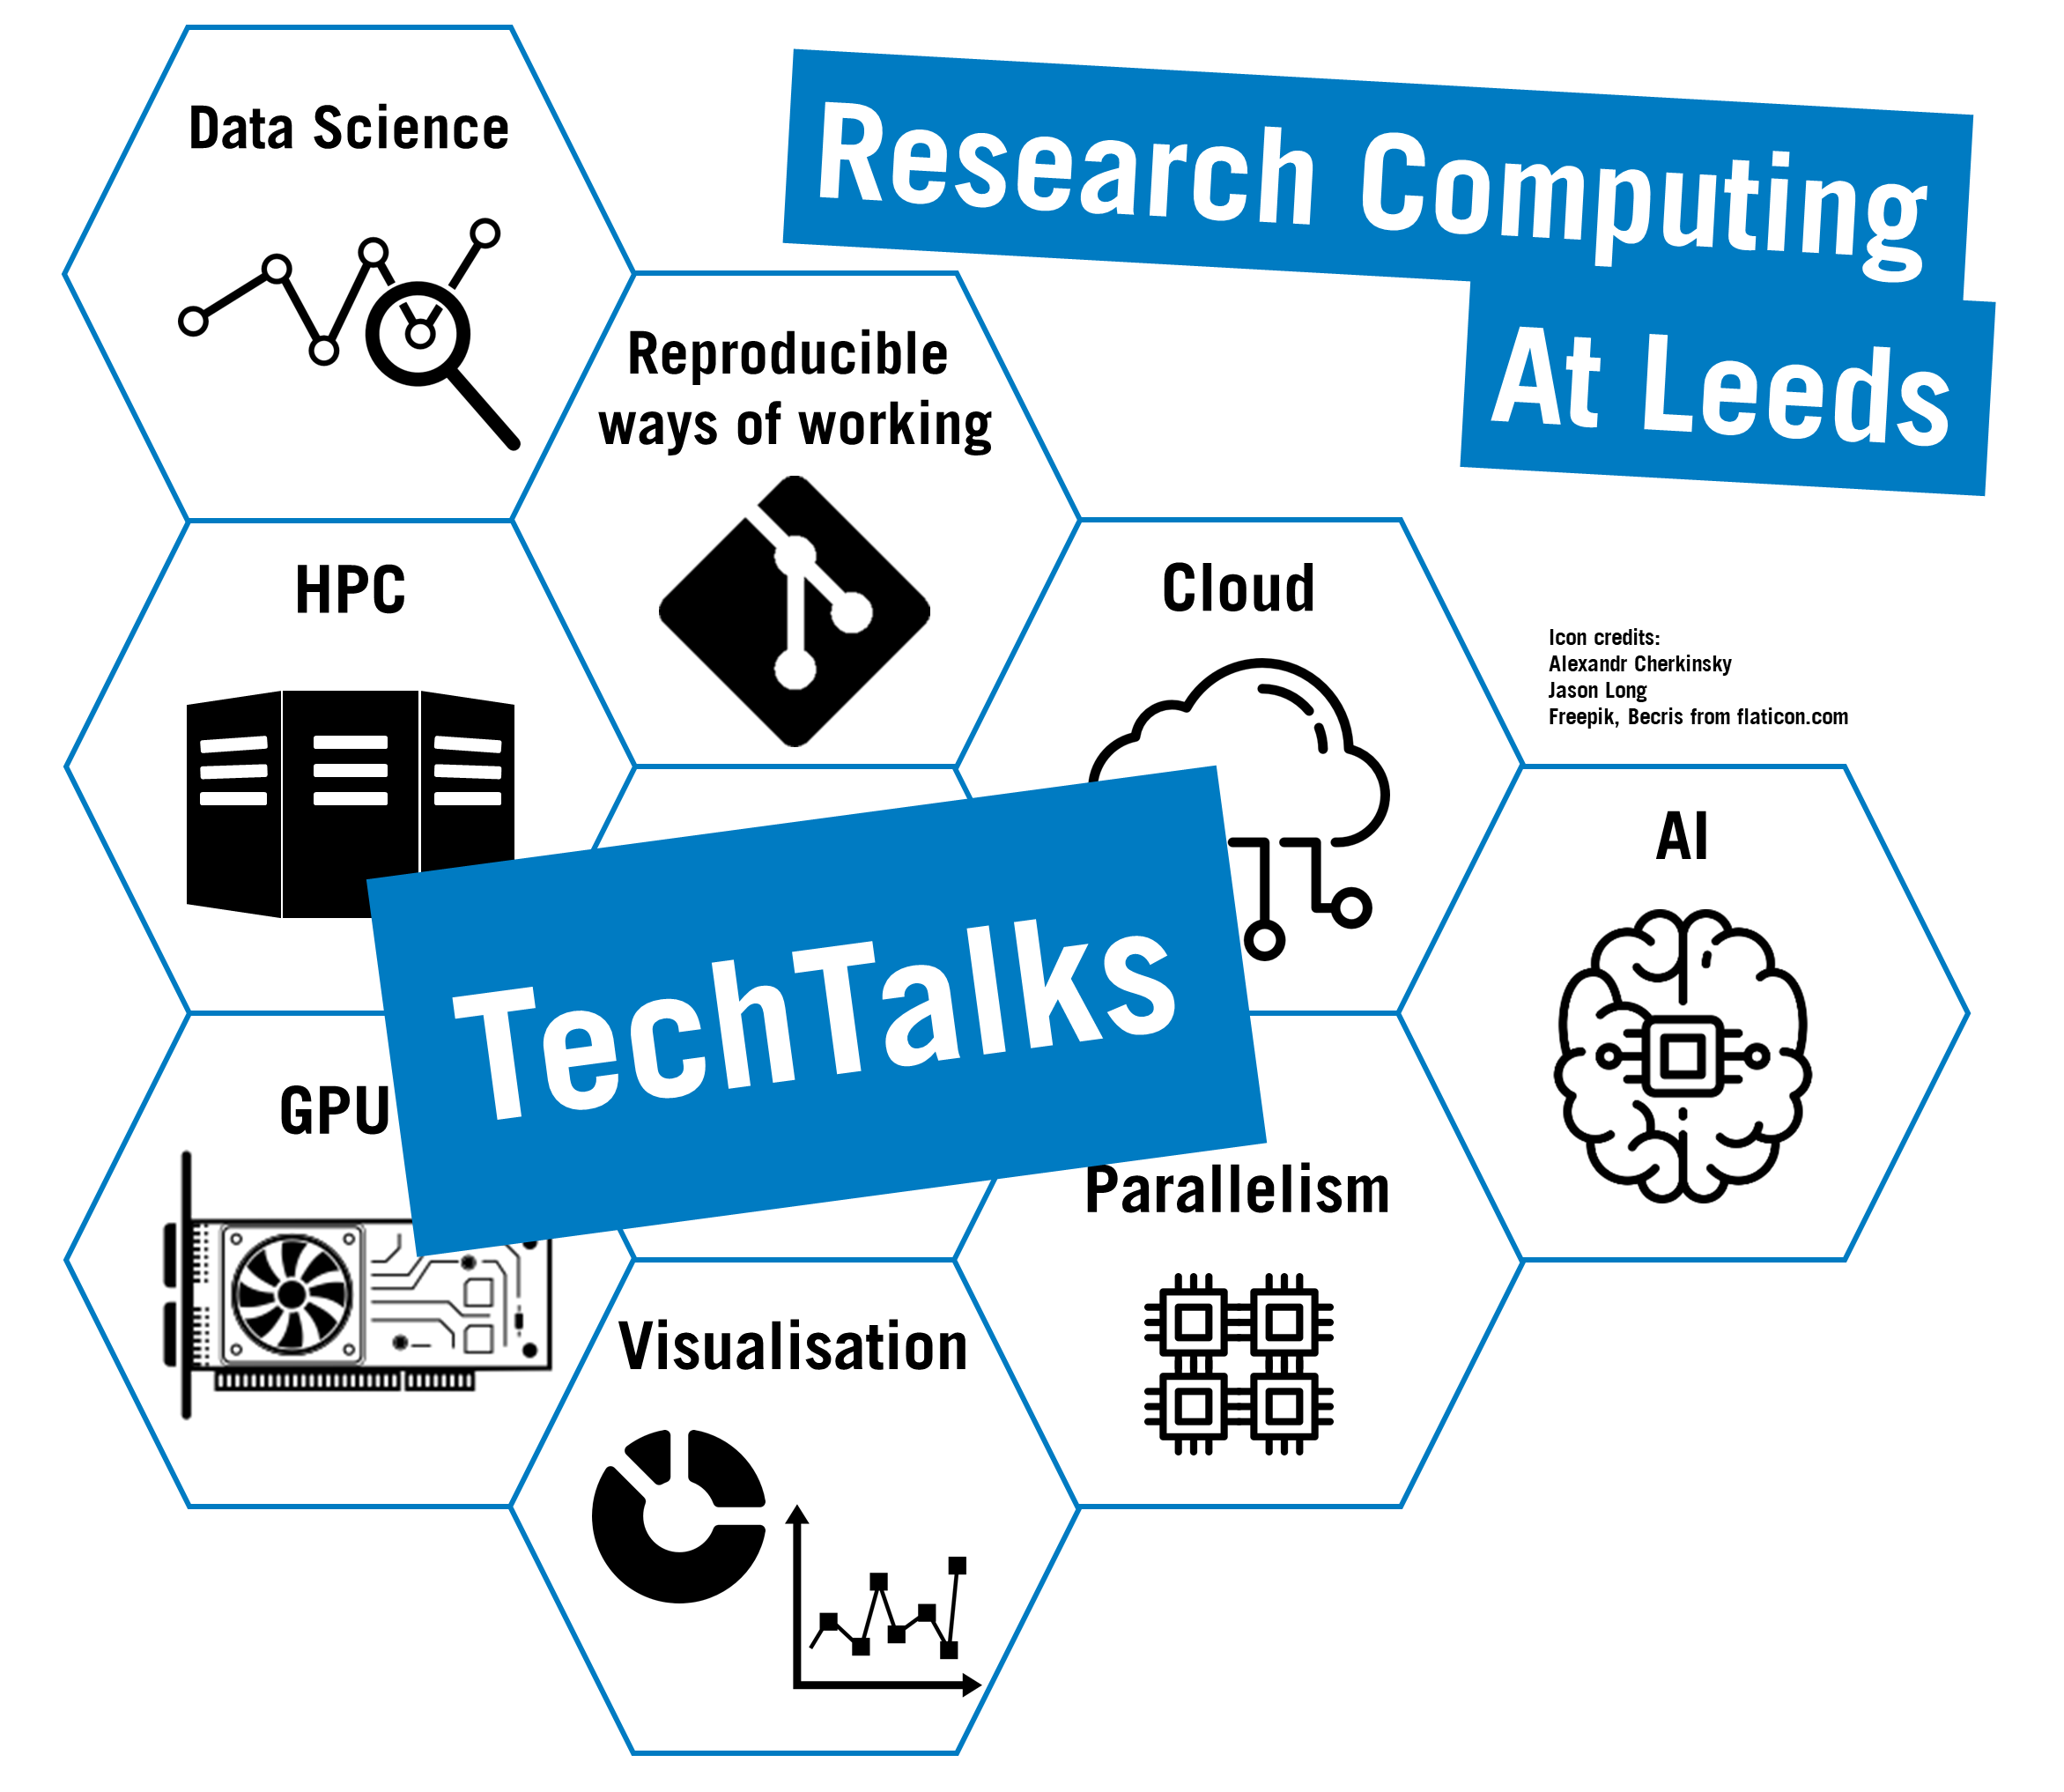 Research Computing
At Leeds
Data Science
Reproducible
ways of working
HPC
Cloud
Icon credits:
Alexandr Cherkinsky
Jason Long
Freepik, Becris from flaticon.com
AI
TechTalks
GPU
Parallelism
Visualisation